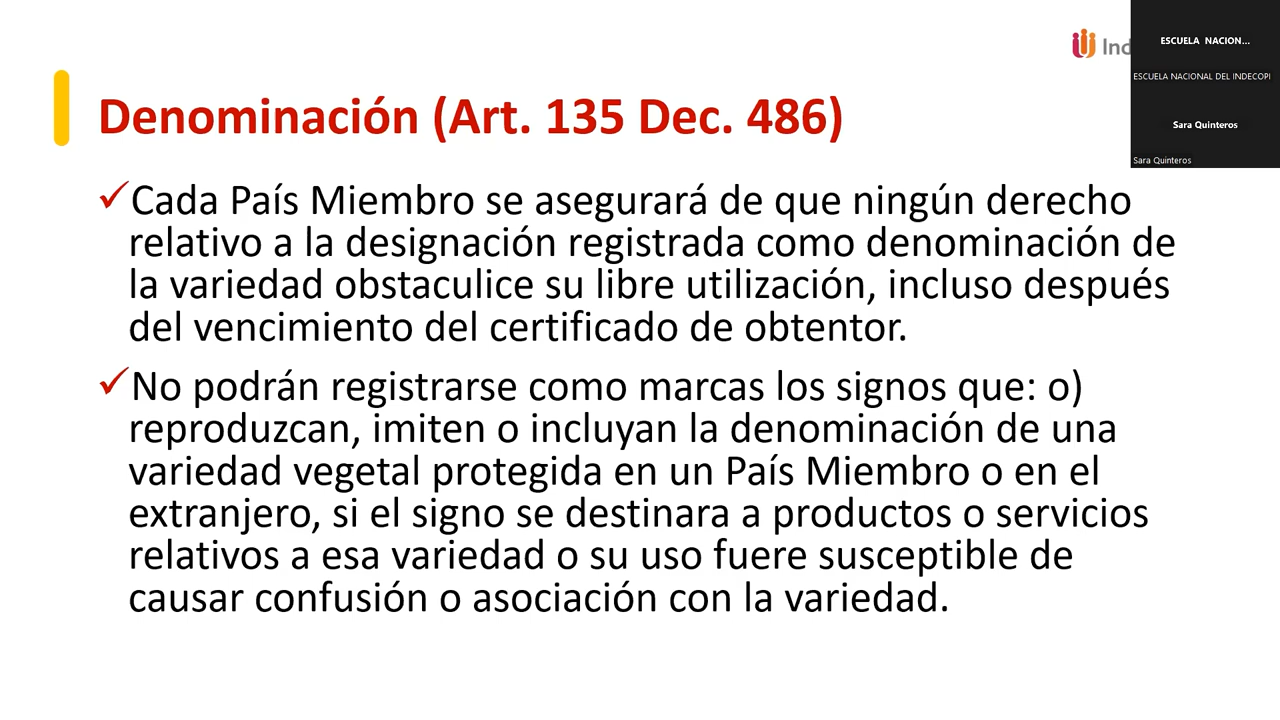 Denominación (Art. 135 Dec. 486)
Cada País Miembro se asegurará de que ningún derecho
relativo a la designación registrada como denominación de
la variedad obstaculice su libre utilización, incluso después
del vencimiento del certificado de obtentor.
No podrán registrarse como marcas los signos que: o)
reproduzcan, imiten o incluyan la denominación de una
variedad vegetal protegida en un País Miembro o en el
extranjero, si el signo se destinara a productos o servicios
relativos a esa variedad o su uso fuere susceptible de
causar confusión o asociación con la variedad.
Ind
ESCUELA NACION...
ESCUELA NACIONAL DEL INDECOPI
Sara Quinteros
Sara Quinteros